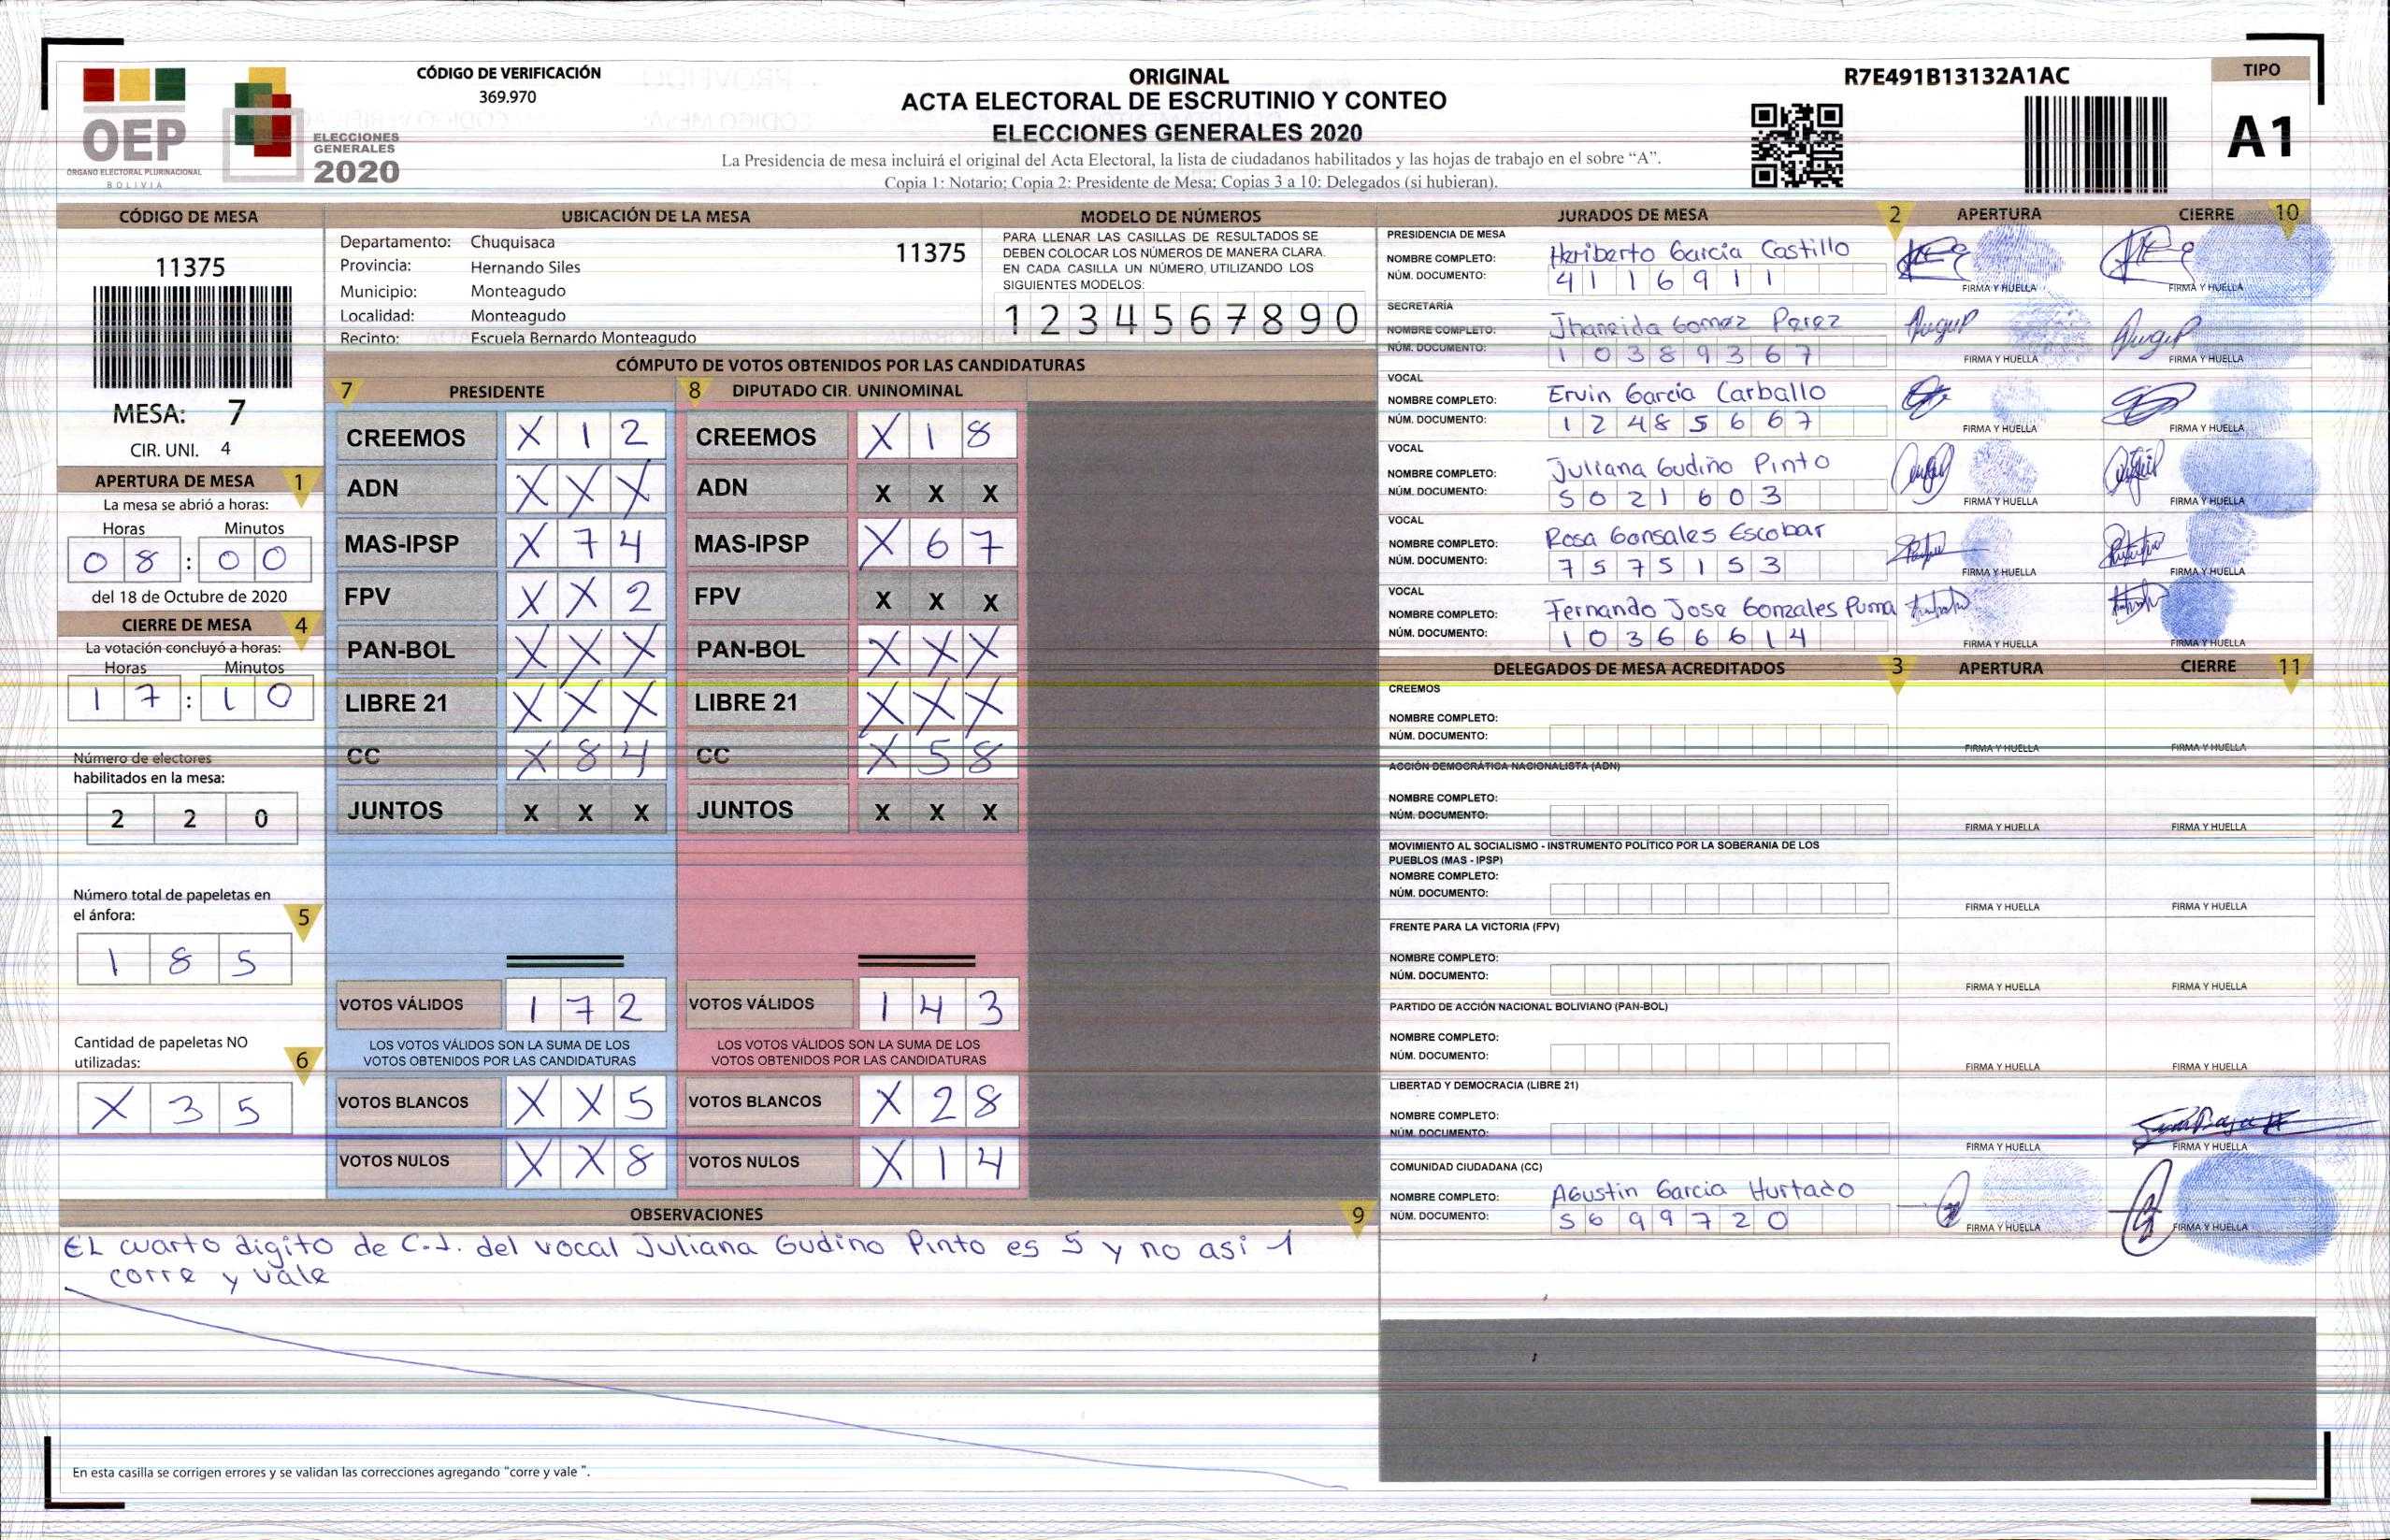 CÓDIGO DE VERIFICACIÓN
369.970
ORIGINAL
ACTA ELECTORAL DE ESCRUTINIO Y CONTEO
ELECCIONES GENERALES 2020
La Presidencia de mesa incluirá el original del Acta Electoral, la lista de ciudadanos habilitados y las hojas de trabajo en el sobre “A”.
Copia 1: Notario; Copia 2: Presidente de Mesa; Copias 3 a 10: Delegados (si hubieran).
R7E491B13132A1AC
TIPO
A1
OEP
ÓRGANO ELECTORAL PLURINACIONAL
BOLIVIA
ELECCIONES
GENERALES
2020
CÓDIGO DE MESA
11375
MESA: 7
CIR. UNI. 4
APERTURA DE MESA 1
La mesa se abrió a horas:
Horas Minutos
0 8 : 0 0
del 18 de Octubre de 2020
CIERRE DE MESA 4
La votación concluyó a horas:
Horas Minutos
1 7 : 1 0
Número de electores
habilitados en la mesa:
2 2 0
Número total de papeletas en
el ánfora: 5
1 8 5
Cantidad de papeletas NO
utilizadas: 6
X 3 5
UBICACIÓN DE LA MESA
Departamento: Chuquisaca 11375
Provincia: Hernando Siles
Municipio: Monteagudo
Localidad: Monteagudo
Recinto: Escuela Bernardo Monteagudo
MODELO DE NÚMEROS
PARA LLENAR LAS CASILLAS DE RESULTADOS SE
DEBEN COLOCAR LOS NÚMEROS DE MANERA CLARA.
EN CADA CASILLA UN NÚMERO, UTILIZANDO LOS
SIGUIENTES MODELOS:
1 2 3 4 5 6 7 8 9 0
CÓMPUTO DE VOTOS OBTENIDOS POR LAS CANDIDATURAS
7 PRESIDENTE
CREEMOS X 1 2
ADN X X X
MAS-IPSP X 7 4
FPV X X 2
PAN-BOL X X X
LIBRE 21 X X X
CC X 8 4
JUNTOS X X X
VOTOS VÁLIDOS 1 7 2
LOS VOTOS VÁLIDOS SON LA SUMA DE LOS
VOTOS OBTENIDOS POR LAS CANDIDATURAS
VOTOS BLANCOS X X 5
VOTOS NULOS X X 8
8 DIPUTADO CIR. UNINOMINAL
CREEMOS X 1 8
ADN X X X
MAS-IPSP X 6 7
FPV X X X
PAN-BOL X X X
LIBRE 21 X X X
CC X 5 8
JUNTOS X X X
VOTOS VÁLIDOS 1 4 3
LOS VOTOS VÁLIDOS SON LA SUMA DE LOS
VOTOS OBTENIDOS POR LAS CANDIDATURAS
VOTOS BLANCOS X 2 8
VOTOS NULOS X 1 4
JURADOS DE MESA 2 APERTURA CIERRE 10
PRESIDENCIA DE MESA
NOMBRE COMPLETO: Heriberto Garcia Castillo
NÚM. DOCUMENTO: 4 1 1 6 9 1 1
FIRMA Y HUELLA FIRMA Y HUELLA
SECRETARÍA
NOMBRE COMPLETO: Jhaneida Gomez Perez
NÚM. DOCUMENTO: 1 0 3 8 9 3 6 7
FIRMA Y HUELLA FIRMA Y HUELLA
VOCAL
NOMBRE COMPLETO: Ervin Garcia Carballo
NÚM. DOCUMENTO: 1 2 4 8 5 6 6 7
FIRMA Y HUELLA FIRMA Y HUELLA
VOCAL
NOMBRE COMPLETO: Juliana Gudiño Pinto
NÚM. DOCUMENTO: 5 0 2 1 6 0 3
FIRMA Y HUELLA FIRMA Y HUELLA
VOCAL
NOMBRE COMPLETO: Rosa Gonsales Escobar
NÚM. DOCUMENTO: 7 5 7 5 1 5 3
FIRMA Y HUELLA FIRMA Y HUELLA
VOCAL
NOMBRE COMPLETO: Fernando Jose Gonzales Puma
NÚM. DOCUMENTO: 1 0 3 6 6 6 1 4
FIRMA Y HUELLA FIRMA Y HUELLA
DELEGADOS DE MESA ACREDITADOS 3 APERTURA CIERRE 11
CREEMOS
NOMBRE COMPLETO:
NÚM. DOCUMENTO:
FIRMA Y HUELLA FIRMA Y HUELLA
ACCIÓN DEMOCRÁTICA NACIONALISTA (ADN)
NOMBRE COMPLETO:
NÚM. DOCUMENTO:
FIRMA Y HUELLA FIRMA Y HUELLA
MOVIMIENTO AL SOCIALISMO - INSTRUMENTO POLÍTICO POR LA SOBERANIA DE LOS
PUEBLOS (MAS - IPSP)
NOMBRE COMPLETO:
NÚM. DOCUMENTO:
FIRMA Y HUELLA FIRMA Y HUELLA
FRENTE PARA LA VICTORIA (FPV)
NOMBRE COMPLETO:
NÚM. DOCUMENTO:
FIRMA Y HUELLA FIRMA Y HUELLA
PARTIDO DE ACCIÓN NACIONAL BOLIVIANO (PAN-BOL)
NOMBRE COMPLETO:
NÚM. DOCUMENTO:
FIRMA Y HUELLA FIRMA Y HUELLA
LIBERTAD Y DEMOCRACIA (LIBRE 21)
NOMBRE COMPLETO:
NÚM. DOCUMENTO:
FIRMA Y HUELLA FIRMA Y HUELLA
COMUNIDAD CIUDADANA (CC)
NOMBRE COMPLETO: Agustin Garcia Hurtado
NÚM. DOCUMENTO: 5 6 9 9 7 2 0
FIRMA Y HUELLA FIRMA Y HUELLA
OBSERVACIONES 9
EL cuarto digito de C.I. del vocal Juliana Gudino Pinto es 5 y no asi 1
corre y vale
En esta casilla se corrigen errores y se validan las correcciones agregando “corre y vale”.